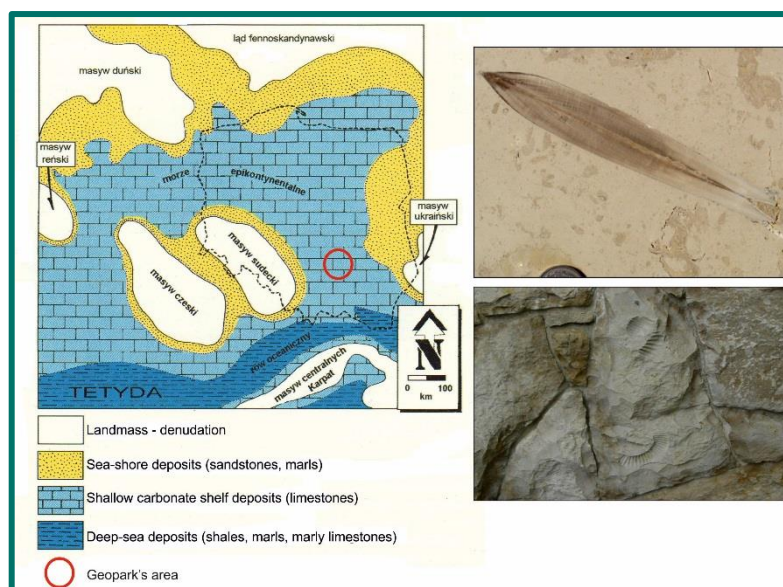 ląd fennoskandynawski
masyw duński
masyw
reński
morze
epikontynentalne
masyw
ukraiński
masyw sudecki
masyw czeski
rów oceaniczny
masyw centralnych
Karpat
TETYDA
N
0 100
km
Landmass - denudation
Sea-shore deposits (sandstones, marls)
Shallow carbonate shelf deposits (limestones)
Deep-sea deposits (shales, marls, marly limestones)
Geopark's area